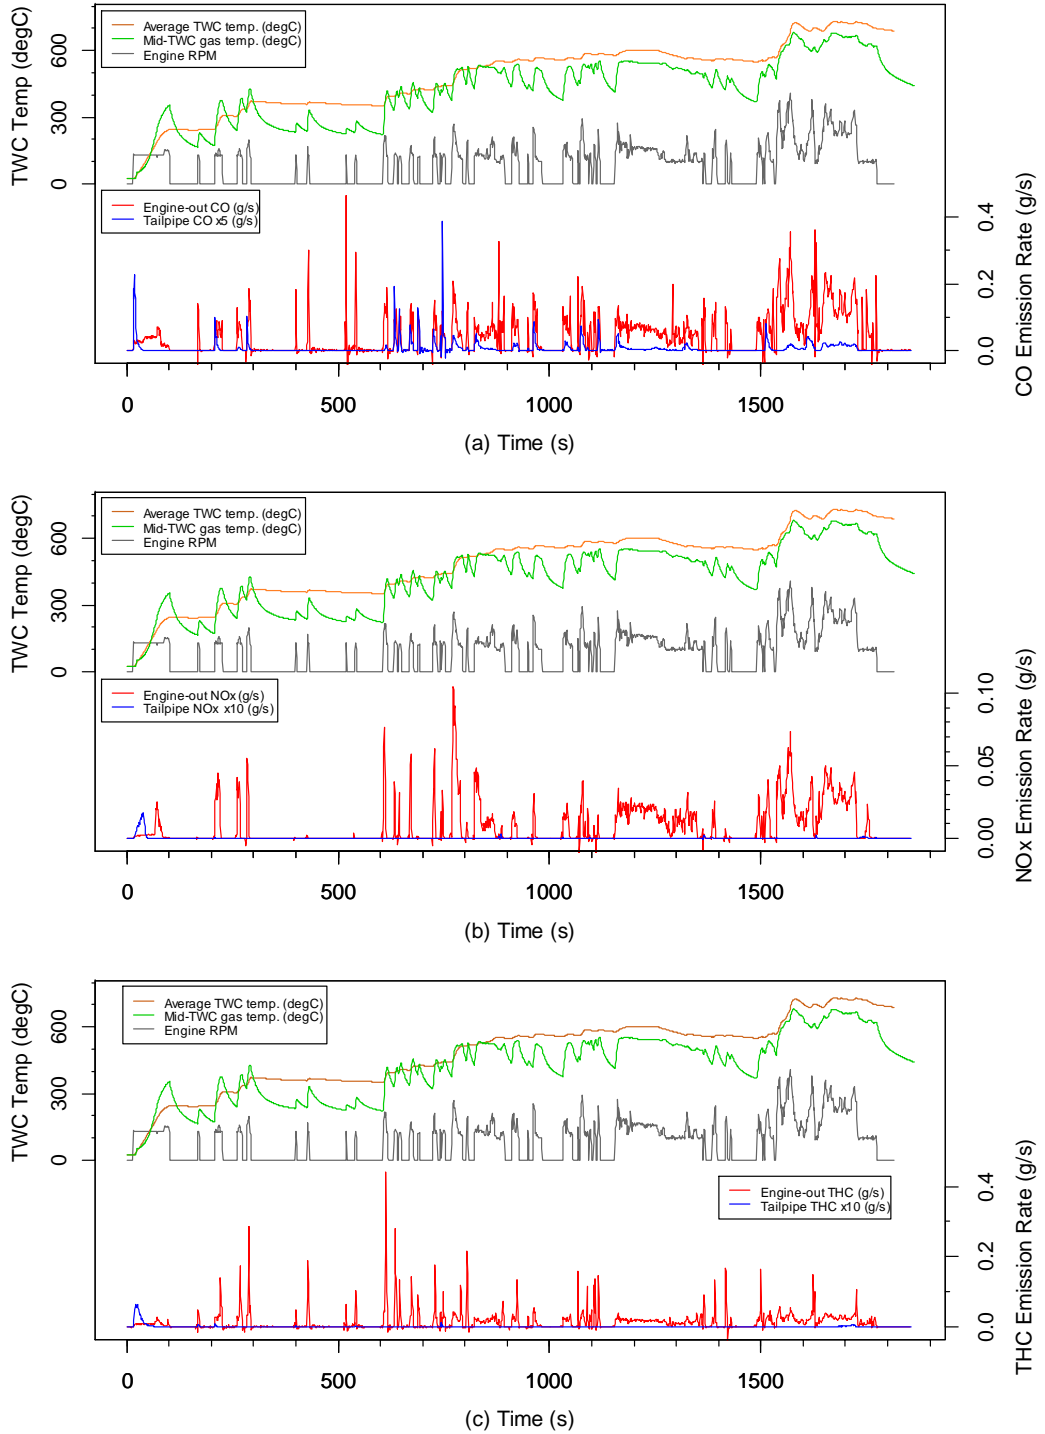 TWC Temp (degC)
0 300 600
Average TWC temp. (degC)
Mid-TWC gas temp. (degC)
Engine RPM
Engine-out CO (g/s)
Tailpipe CO x5 (g/s)
0.0 0.2 0.4
CO Emission Rate (g/s)
0 500 1000 1500
(a) Time (s)
TWC Temp (degC)
0 300 600
Average TWC temp. (degC)
Mid-TWC gas temp. (degC)
Engine RPM
Engine-out NOx (g/s)
Tailpipe NOx x10 (g/s)
0.00 0.05 0.10
NOx Emission Rate (g/s)
0 500 1000 1500
(b) Time (s)
TWC Temp (degC)
0 300 600
Average TWC temp. (degC)
Mid-TWC gas temp. (degC)
Engine RPM
Engine-out THC (g/s)
Tailpipe THC x10 (g/s)
0.0 0.2 0.4
THC Emission Rate (g/s)
0 500 1000 1500
(c) Time (s)